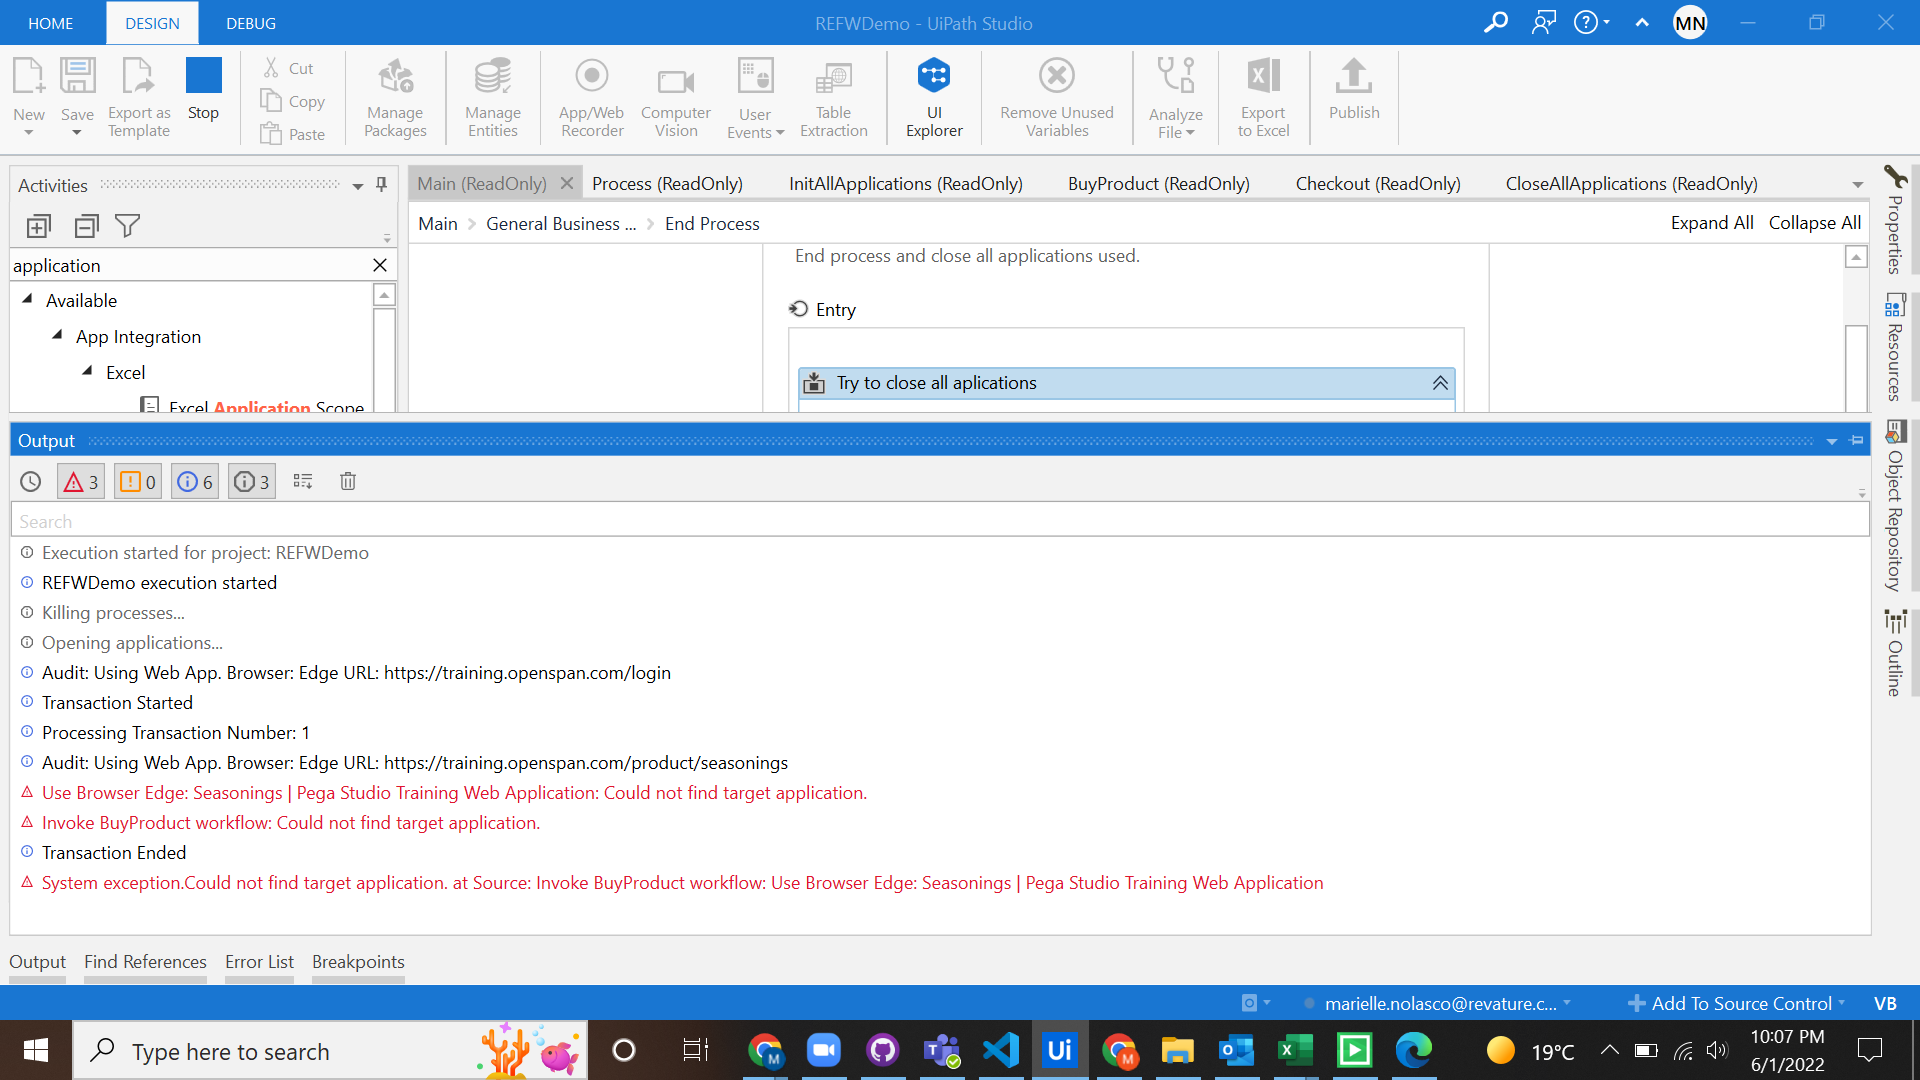 HOME
DESIGN
DEBUG
REFWDemo - UiPath Studio
MN
New
Save
Export as
Template
Stop
Cut
Copy
Paste
Manage
Packages
Manage
Entities
App/Web
Recorder
Computer
Vision
User
Events
Table
Extraction
UI
Explorer
Remove Unused
Variables
Analyze
File
Export
to Excel
Publish
Activities
application
Available
App Integration
Excel
Excel Application Scope
Main (ReadOnly)
Process (ReadOnly)
InitAllApplications (ReadOnly)
BuyProduct (ReadOnly)
Checkout (ReadOnly)
CloseAllApplications (ReadOnly)
Main > General Business ... > End Process
Expand All
Collapse All
End process and close all applications used.
Entry
Try to close all aplications
Properties
Resources
Object Repository
Outline
Output
3
0
6
3
Search
Execution started for project: REFWDemo
REFWDemo execution started
Killing processes...
Opening applications...
Audit: Using Web App. Browser: Edge URL: https://training.openspan.com/login
Transaction Started
Processing Transaction Number: 1
Audit: Using Web App. Browser: Edge URL: https://training.openspan.com/product/seasonings
Use Browser Edge: Seasonings | Pega Studio Training Web Application: Could not find target application.
Invoke BuyProduct workflow: Could not find target application.
Transaction Ended
System exception.Could not find target application. at Source: Invoke BuyProduct workflow: Use Browser Edge: Seasonings | Pega Studio Training Web Application
Output
Find References
Error List
Breakpoints
marielle.nolasco@revature.c...
Add To Source Control
VB
Type here to search
M
T
Ui
M
19°C
10:07 PM
6/1/2022